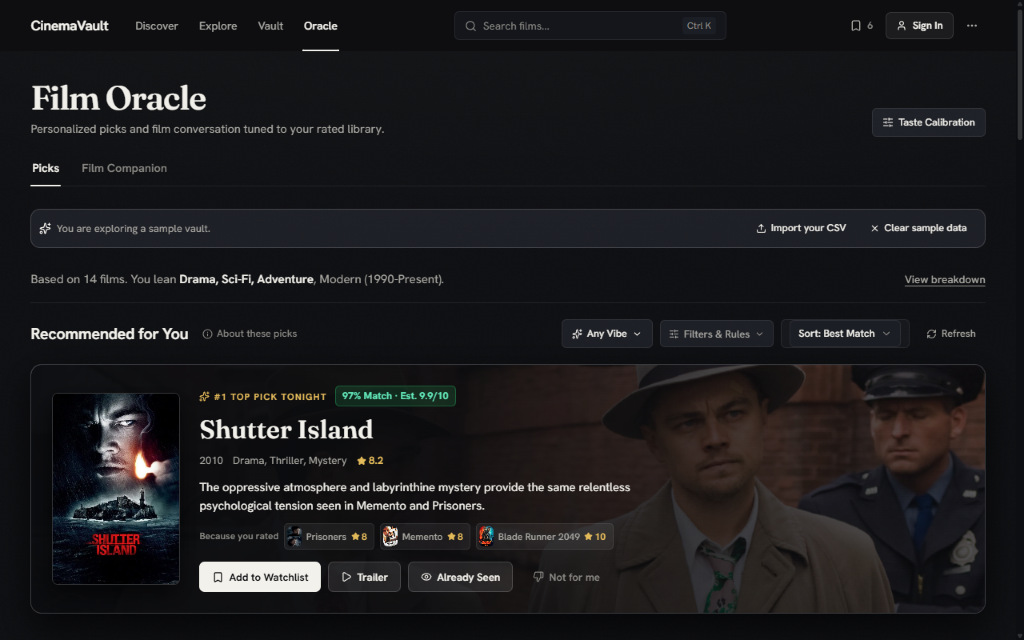 CinemaVault Discover Explore Vault Oracle Search films... Ctrl K 6 Sign In
Film Oracle
Personalized picks and film conversation tuned to your rated library.
Taste Calibration
Picks Film Companion
You are exploring a sample vault. Import your CSV Clear sample data
Based on 14 films. You lean Drama, Sci-Fi, Adventure, Modern (1990-Present). View breakdown
Recommended for You About these picks Any Vibe Filters & Rules Sort: Best Match Refresh
#1 TOP PICK TONIGHT 97% Match · Est. 9.9/10
Shutter Island
2010 Drama, Thriller, Mystery 8.2
The oppressive atmosphere and labyrinthine mystery provide the same relentless
psychological tension seen in Memento and Prisoners.
Because you rated Prisoners 8 Memento 8 Blade Runner 2049 10
Add to Watchlist Trailer Already Seen Not for me
SHUTTER
ISLAND